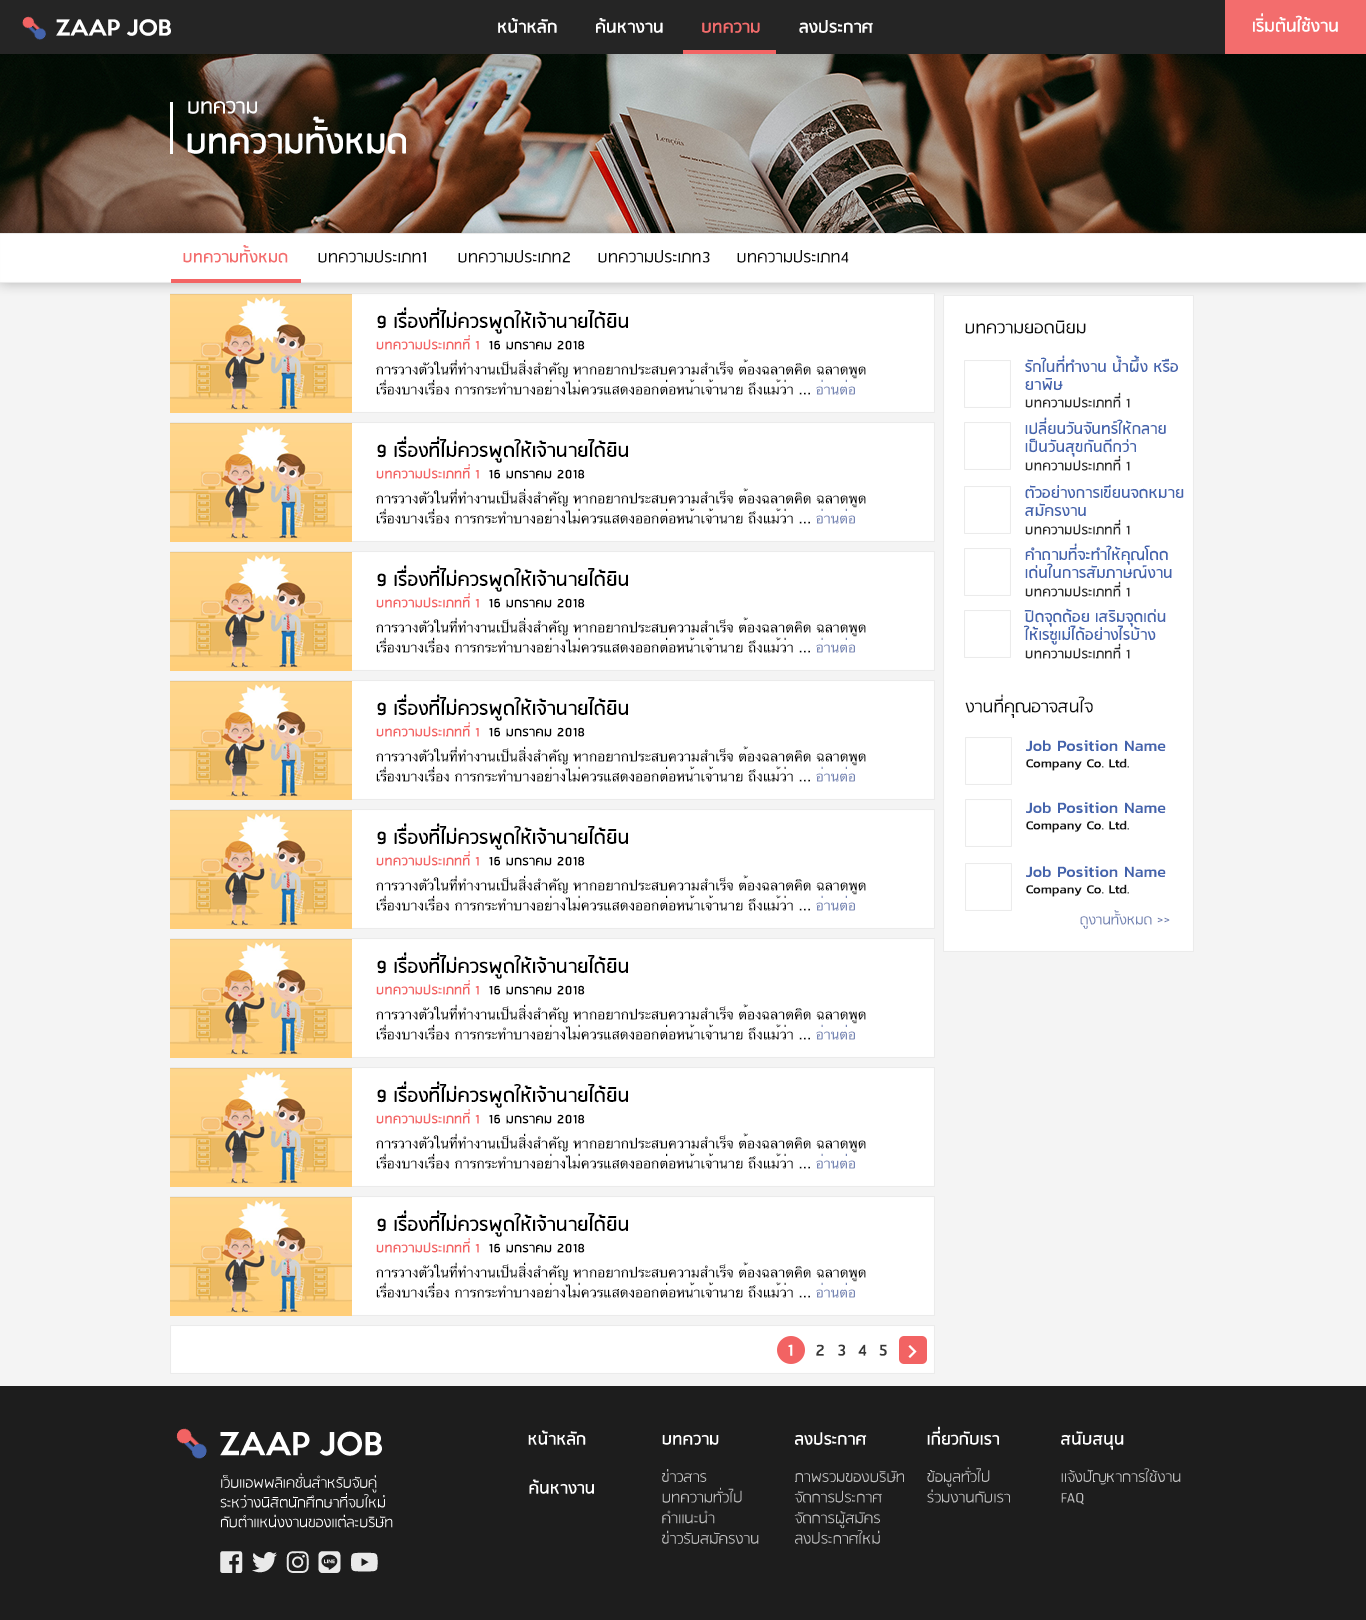 ZAAP JOB
หน้าหลัก
ค้นหางาน
บทความ
ลงประกาศ
เริ่มต้นใช้งาน
บทความ
บทความทั้งหมด
Lençois
บทความทั้งหมด
บทความประเภท1
บทความประเภท2
บทความประเภท3
บทความประเภท4
9 เรื่องที่ไม่ควรพูดให้เจ้านายได้ยิน
บทความประเภทที่ 1 16 มกราคม 2018
การวางตัวในที่ทำงานเป็นสิ่งสำคัญ หากอยากประสบความสำเร็จ ต้องฉลาดคิด ฉลาดพูด
เรื่องบางเรื่อง การกระทำบางอย่างไม่ควรแสดงออกต่อหน้าเจ้านาย ถึงแม้ว่า ... อ่านต่อ
9 เรื่องที่ไม่ควรพูดให้เจ้านายได้ยิน
บทความประเภทที่ 1 16 มกราคม 2018
การวางตัวในที่ทำงานเป็นสิ่งสำคัญ หากอยากประสบความสำเร็จ ต้องฉลาดคิด ฉลาดพูด
เรื่องบางเรื่อง การกระทำบางอย่างไม่ควรแสดงออกต่อหน้าเจ้านาย ถึงแม้ว่า ... อ่านต่อ
9 เรื่องที่ไม่ควรพูดให้เจ้านายได้ยิน
บทความประเภทที่ 1 16 มกราคม 2018
การวางตัวในที่ทำงานเป็นสิ่งสำคัญ หากอยากประสบความสำเร็จ ต้องฉลาดคิด ฉลาดพูด
เรื่องบางเรื่อง การกระทำบางอย่างไม่ควรแสดงออกต่อหน้าเจ้านาย ถึงแม้ว่า ... อ่านต่อ
9 เรื่องที่ไม่ควรพูดให้เจ้านายได้ยิน
บทความประเภทที่ 1 16 มกราคม 2018
การวางตัวในที่ทำงานเป็นสิ่งสำคัญ หากอยากประสบความสำเร็จ ต้องฉลาดคิด ฉลาดพูด
เรื่องบางเรื่อง การกระทำบางอย่างไม่ควรแสดงออกต่อหน้าเจ้านาย ถึงแม้ว่า ... อ่านต่อ
9 เรื่องที่ไม่ควรพูดให้เจ้านายได้ยิน
บทความประเภทที่ 1 16 มกราคม 2018
การวางตัวในที่ทำงานเป็นสิ่งสำคัญ หากอยากประสบความสำเร็จ ต้องฉลาดคิด ฉลาดพูด
เรื่องบางเรื่อง การกระทำบางอย่างไม่ควรแสดงออกต่อหน้าเจ้านาย ถึงแม้ว่า ... อ่านต่อ
9 เรื่องที่ไม่ควรพูดให้เจ้านายได้ยิน
บทความประเภทที่ 1 16 มกราคม 2018
การวางตัวในที่ทำงานเป็นสิ่งสำคัญ หากอยากประสบความสำเร็จ ต้องฉลาดคิด ฉลาดพูด
เรื่องบางเรื่อง การกระทำบางอย่างไม่ควรแสดงออกต่อหน้าเจ้านาย ถึงแม้ว่า ... อ่านต่อ
9 เรื่องที่ไม่ควรพูดให้เจ้านายได้ยิน
บทความประเภทที่ 1 16 มกราคม 2018
การวางตัวในที่ทำงานเป็นสิ่งสำคัญ หากอยากประสบความสำเร็จ ต้องฉลาดคิด ฉลาดพูด
เรื่องบางเรื่อง การกระทำบางอย่างไม่ควรแสดงออกต่อหน้าเจ้านาย ถึงแม้ว่า ... อ่านต่อ
9 เรื่องที่ไม่ควรพูดให้เจ้านายได้ยิน
บทความประเภทที่ 1 16 มกราคม 2018
การวางตัวในที่ทำงานเป็นสิ่งสำคัญ หากอยากประสบความสำเร็จ ต้องฉลาดคิด ฉลาดพูด
เรื่องบางเรื่อง การกระทำบางอย่างไม่ควรแสดงออกต่อหน้าเจ้านาย ถึงแม้ว่า ... อ่านต่อ
1 2 3 4 5
บทความยอดนิยม
รักในที่ทำงาน น้ำผึ้ง หรือ
ยาพิษ
บทความประเภทที่ 1
เปลี่ยนวันจันทร์ให้กลาย
เป็นวันสุขกันดีกว่า
บทความประเภทที่ 1
ตัวอย่างการเขียนจดหมาย
สมัครงาน
บทความประเภทที่ 1
คำถามที่จะทำให้คุณโดด
เด่นในการสัมภาษณ์งาน
บทความประเภทที่ 1
ปิดจุดด้อย เสริมจุดเด่น
ให้เรซูเม่ได้อย่างไรบ้าง
บทความประเภทที่ 1
งานที่คุณอาจสนใจ
Job Position Name
Company Co. Ltd.
Job Position Name
Company Co. Ltd.
Job Position Name
Company Co. Ltd.
ดูงานทั้งหมด >>
ZAAP JOB
เว็บแอพพลิเคชั่นสำหรับจับคู่
ระหว่างนิสิตนักศึกษาที่จบใหม่
กับตำแหน่งงานของแต่ละบริษัท
LINE
หน้าหลัก
ค้นหางาน
บทความ
ข่าวสาร
บทความทั่วไป
คำแนะนำ
ข่าวรับสมัครงาน
ลงประกาศ
ภาพรวมของบริษัท
จัดการประกาศ
จัดการผู้สมัคร
ลงประกาศใหม่
เกี่ยวกับเรา
ข้อมูลทั่วไป
ร่วมงานกับเรา
สนับสนุน
แจ้งปัญหาการใช้งาน
FAQ